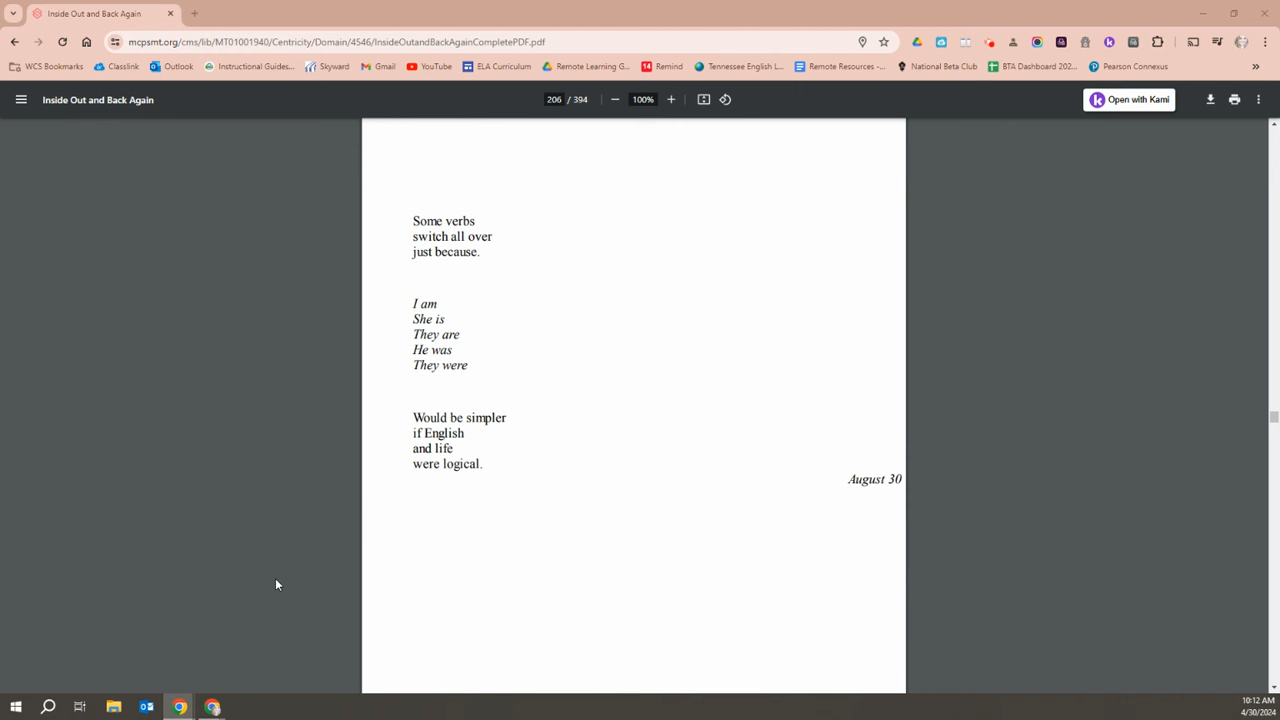 Inside Out and Back Again
mcpsmt.org/cms/lib/MT01001940/Centricity/Domain/4546/InsideOutandBackAgainCompletePDF.pdf
WCS Bookmarks
Classlink
Outlook
Instructional Guides...
Skyward
Gmail
YouTube
ELA Curriculum
Remote Learning G...
Remind
Tennessee English L...
Remote Resources -...
National Beta Club
BTA Dashboard 202...
Pearson Connexus
Inside Out and Back Again
206 / 394
100%
Open with Kami
Some verbs
switch all over
just because.
I am
She is
They are
He was
They were
Would be simpler
if English
and life
were logical.
August 30
10:12 AM
4/30/2024